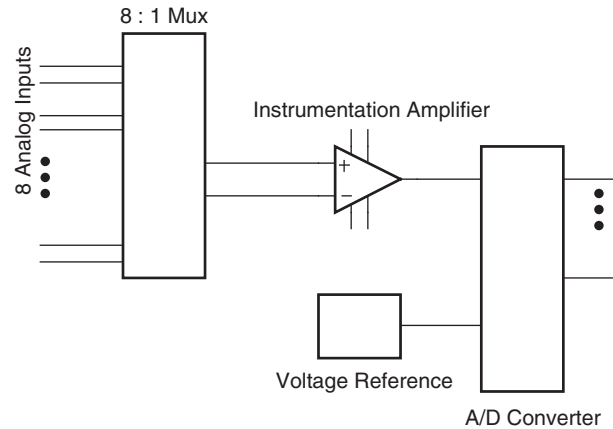 8 : 1 Mux
8 Analog Inputs
Instrumentation Amplifier
+
−
Voltage Reference
A/D Converter